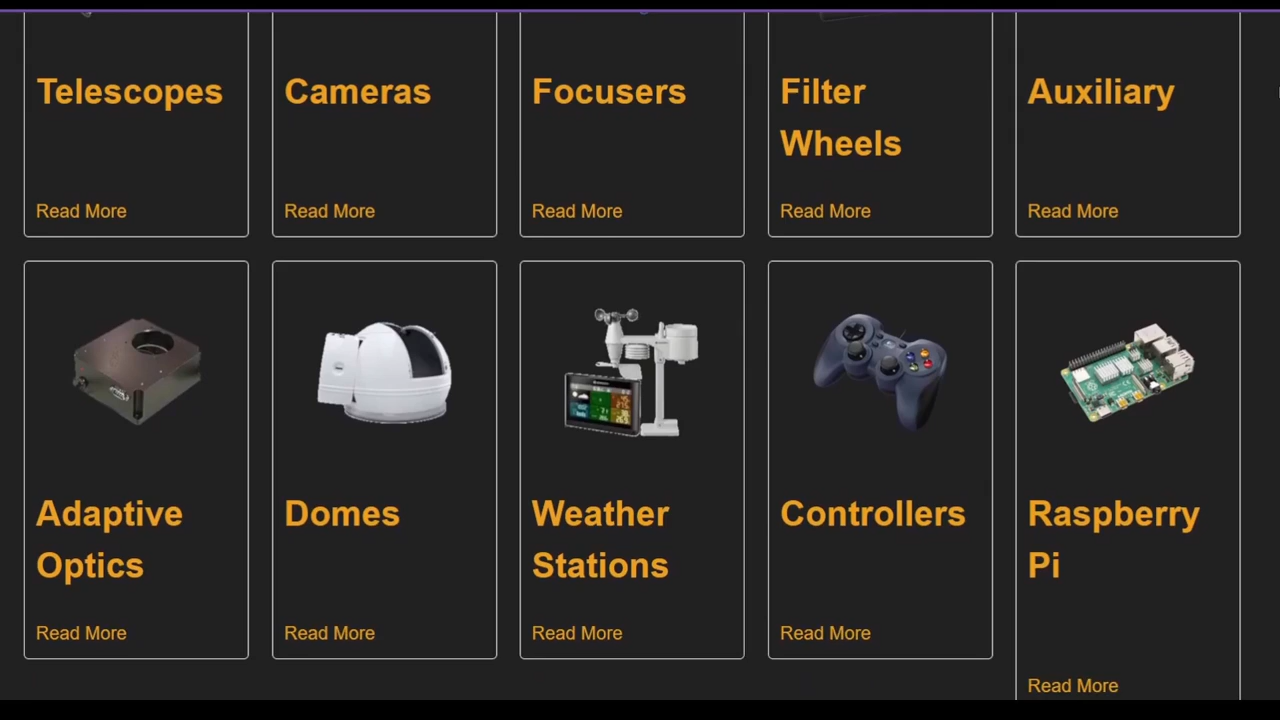 Telescopes
Cameras
Focusers
Filter
Wheels
Auxiliary
Read More
Read More
Read More
Read More
Read More
Adaptive
Optics
Domes
Weather
Stations
Controllers
Raspberry
Pi
Read More
Read More
Read More
Read More
Read More